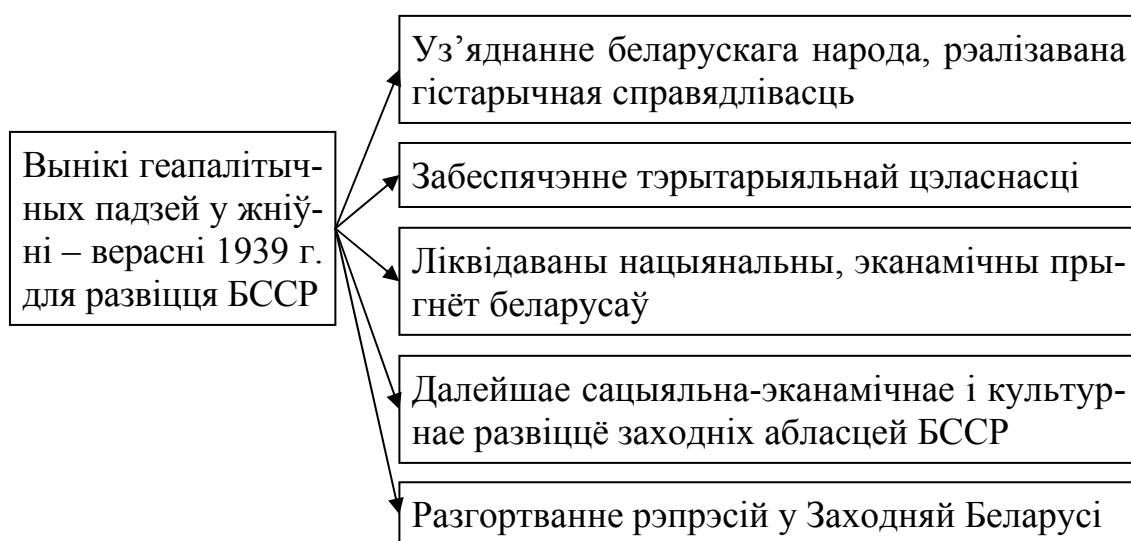 Вынікі геапалітыч-
ных падзей у жніў-
ні – верасні 1939 г.
для развіцця БССР
Уз’яднанне беларускага народа, рэалізавана
гістарычная справядлівасць
Забеспячэнне тэрытарыяльнай цэласнасці
Ліквідаваны нацыянальны, эканамічны пры-
гнёт беларусаў
Далейшае сацыяльна-эканамічнае і культур-
нае развіццё заходніх абласцей БССР
Разгортванне рэпрэсій у Заходняй Беларусі